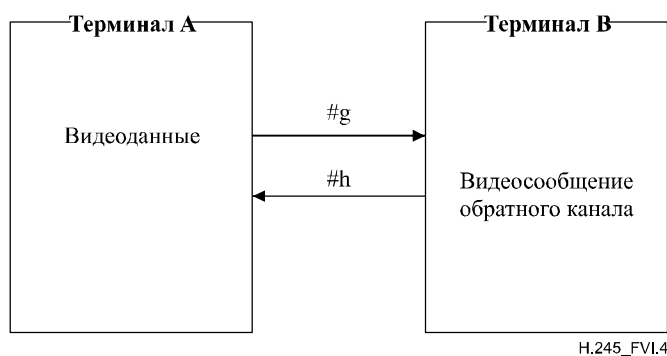 Терминал A
Терминал B
#g
Видеоданные
#h
Видеосообщение
обратного канала
H.245_FVI.4